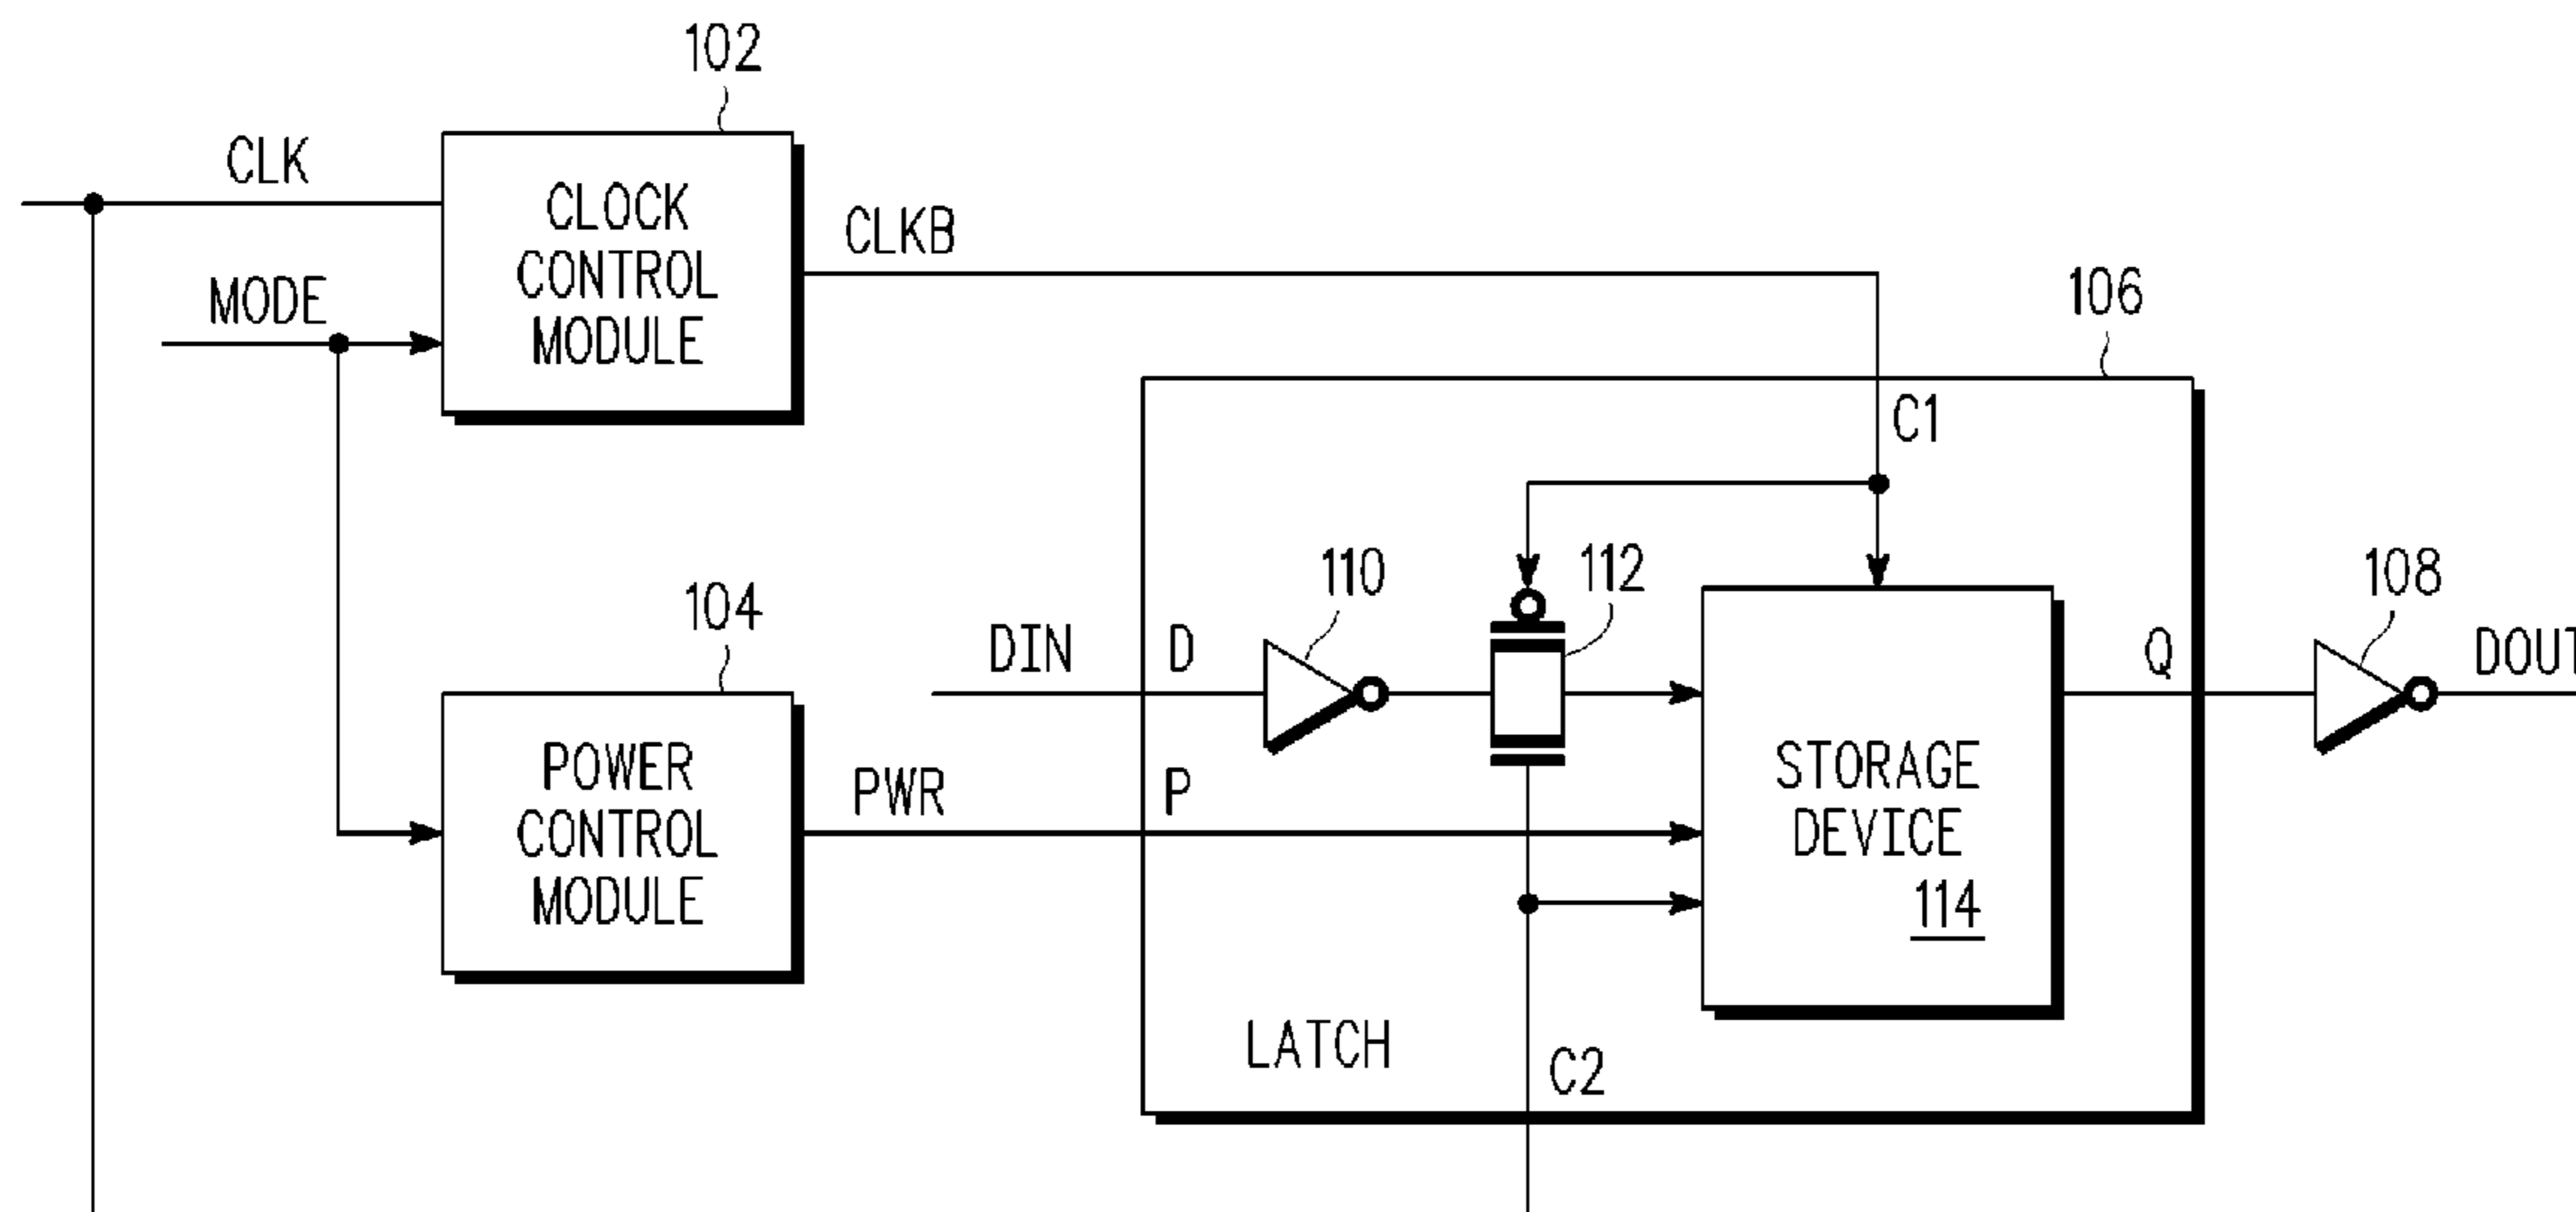 102
CLK
CLOCK
CONTROL
MODULE
CLKB
MODE
106
C1
104
POWER
CONTROL
MODULE
PWR
DIN
D
P
110
112
STORAGE
DEVICE
114
Q
108
DOUT
LATCH
C2